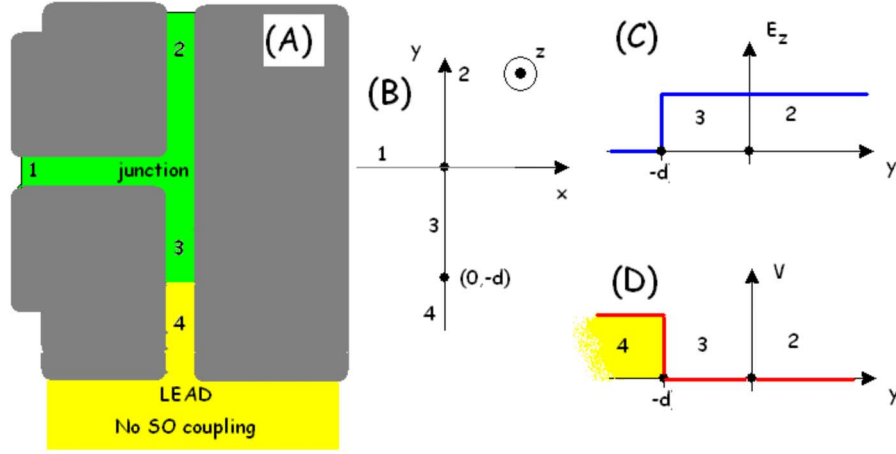 (A)
2
1
junction
3
4
LEAD
No SO coupling
(B)
y
2
z
1
x
3
(0,-d)
4
(C)
E_z
3
2
-d
y
(D)
V
4
3
2
-d
y